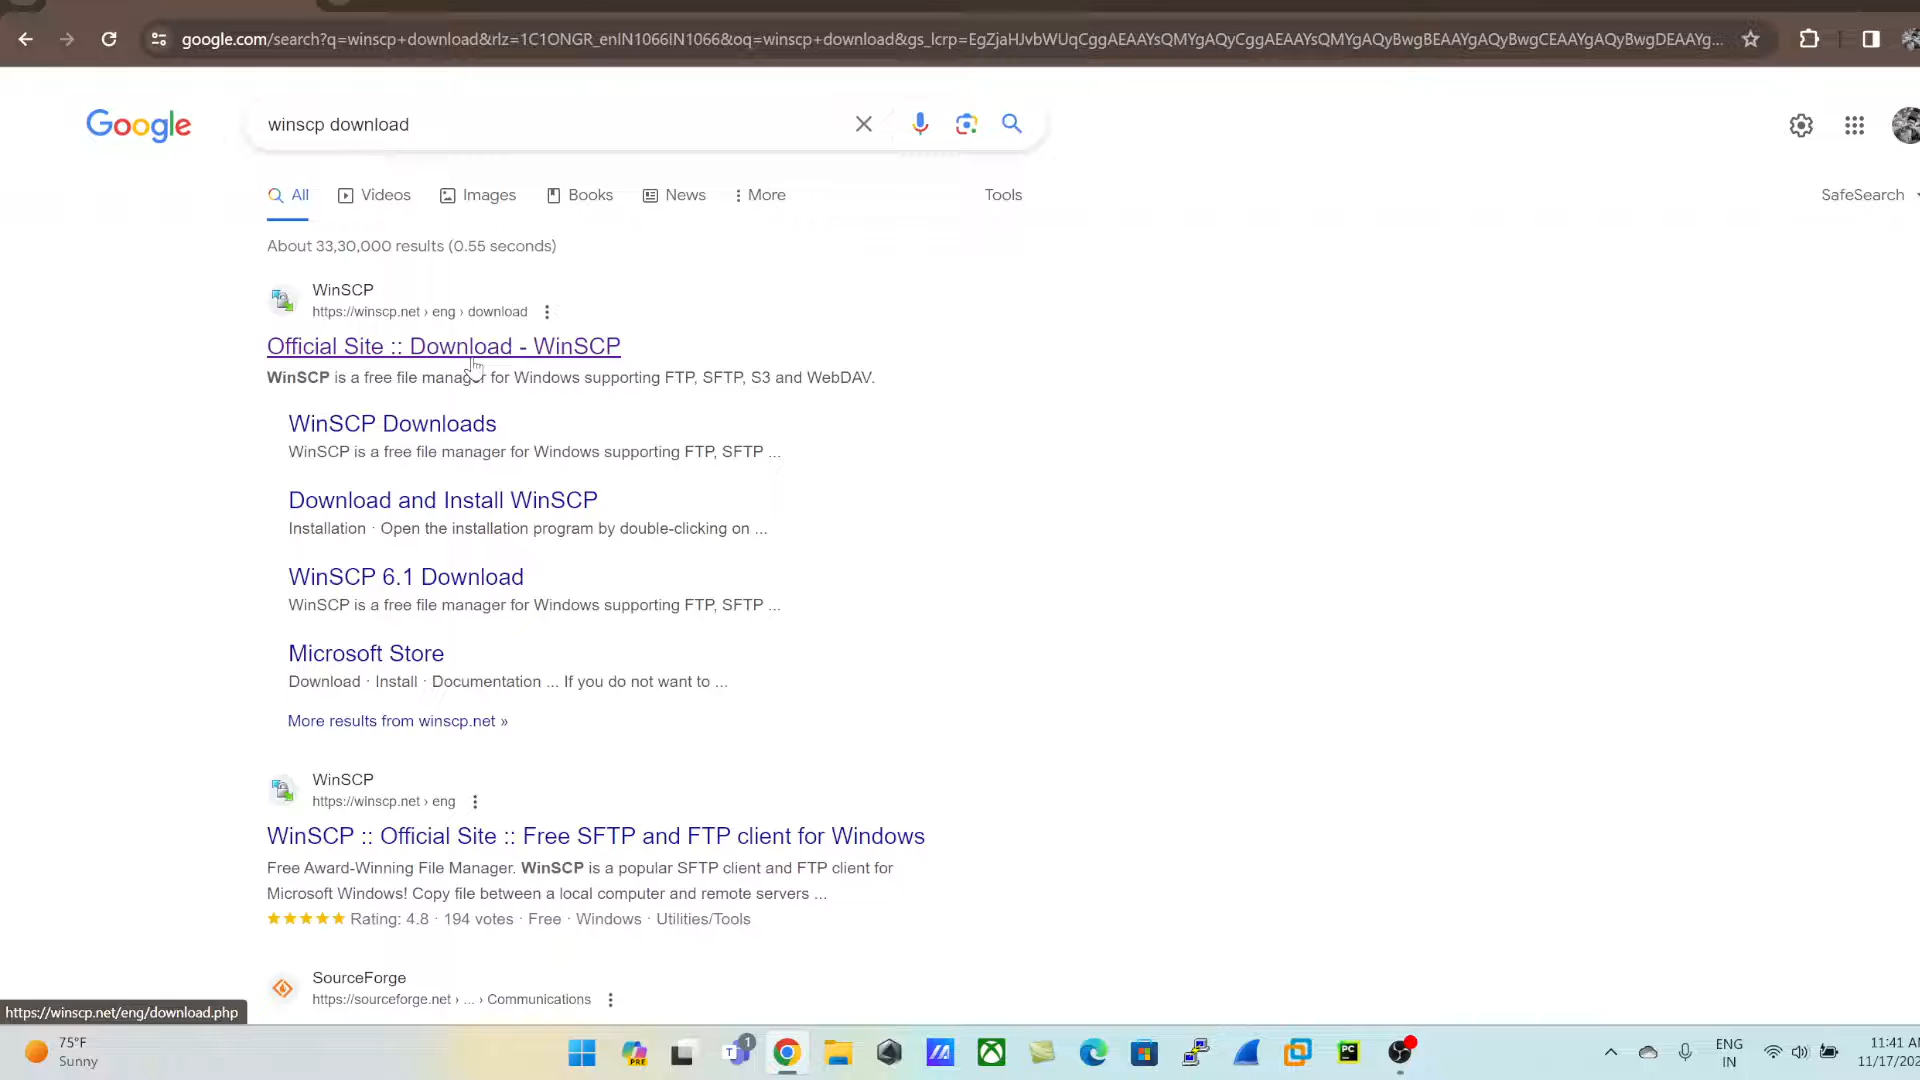 google.com/search?q=winscp+download&rlz=1C1ONGR_enIN1066IN1066&oq=winscp+download&gs_lcrp=EgZjaHJvbWUqCggAEAAYsQMYgAQyCggAEAAYsQMYgAQyBwgBEAAYgAQyBwgCEAAYgAQyBwgDEAAYg...
Google
winscp download
All
Videos
Images
Books
News
More
Tools
SafeSearch
About 33,30,000 results (0.55 seconds)
WinSCP
https://winscp.net › eng › download
Official Site :: Download - WinSCP
WinSCP is a free file manager for Windows supporting FTP, SFTP, S3 and WebDAV.
WinSCP Downloads
WinSCP is a free file manager for Windows supporting FTP, SFTP ...
Download and Install WinSCP
Installation · Open the installation program by double-clicking on ...
WinSCP 6.1 Download
WinSCP is a free file manager for Windows supporting FTP, SFTP ...
Microsoft Store
Download · Install · Documentation ... If you do not want to ...
More results from winscp.net »
WinSCP
https://winscp.net › eng
WinSCP :: Official Site :: Free SFTP and FTP client for Windows
Free Award-Winning File Manager. WinSCP is a popular SFTP client and FTP client for
Microsoft Windows! Copy file between a local computer and remote servers ...
Rating: 4.8 · 194 votes · Free · Windows · Utilities/Tools
SourceForge
https://sourceforge.net › ... › Communications
https://winscp.net/eng/download.php
75°F
Sunny
PRE
T
1
PC
ENG
IN
11:41 AM
11/17/202